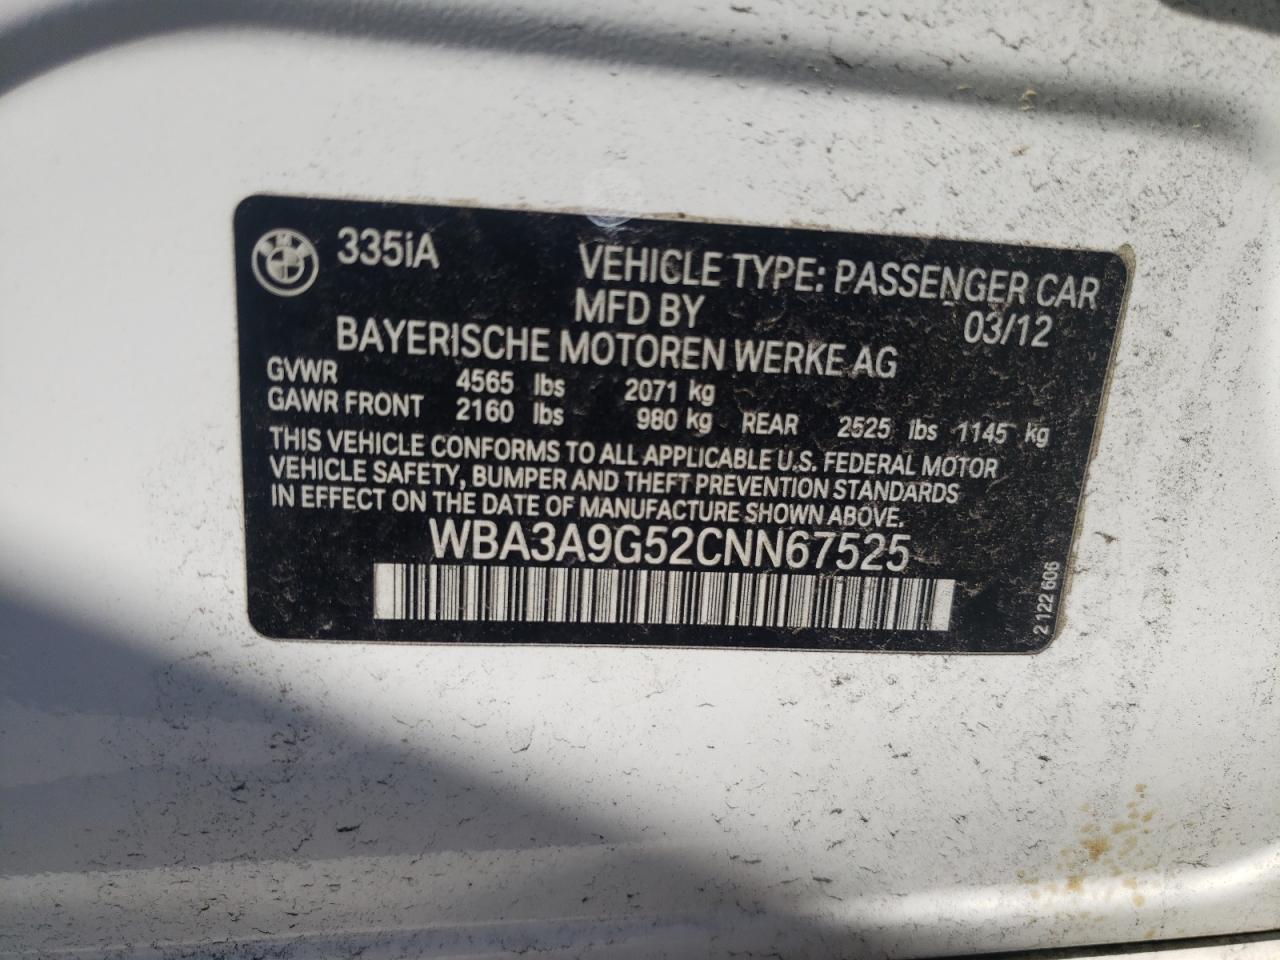 BMW 335iA VEHICLE TYPE: PASSENGER CAR
MFD BY 03/12
BAYERISCHE MOTOREN WERKE AG
GVWR 4565 lbs 2071 kg
GAWR FRONT 2160 lbs 980 kg REAR 2525 lbs 1145 kg
THIS VEHICLE CONFORMS TO ALL APPLICABLE U.S. FEDERAL MOTOR
VEHICLE SAFETY, BUMPER AND THEFT PREVENTION STANDARDS
IN EFFECT ON THE DATE OF MANUFACTURE SHOWN ABOVE.
WBA3A9G52CNN67525
2 122 606